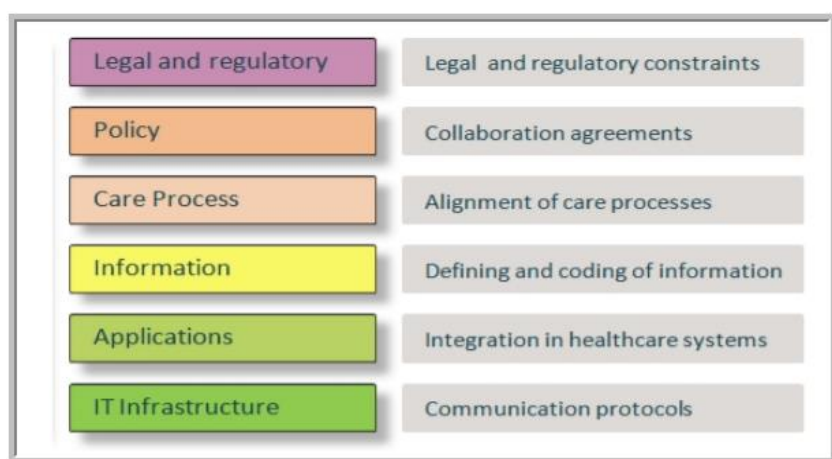 Legal and regulatory
Legal and regulatory constraints
Policy
Collaboration agreements
Care Process
Alignment of care processes
Information
Defining and coding of information
Applications
Integration in healthcare systems
IT Infrastructure
Communication protocols